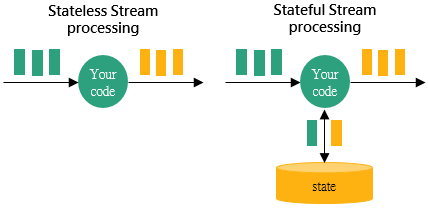 Stateless Stream
processing
Your
code
Stateful Stream
processing
Your
code
state